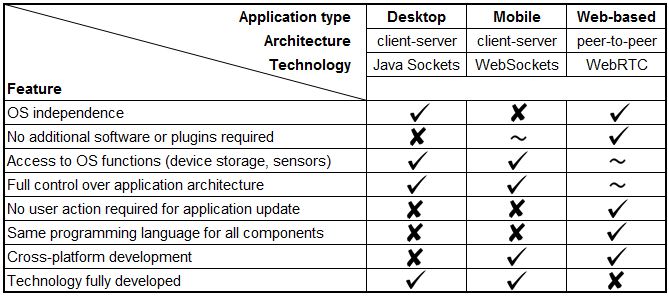 Application type Desktop Mobile Web-based
Architecture client-server client-server peer-to-peer
Technology Java Sockets WebSockets WebRTC
Feature
OS independence ✓ ✘ ✓
No additional software or plugins required ✘ ~ ✓
Access to OS functions (device storage, sensors) ✓ ✓ ~
Full control over application architecture ✓ ✓ ~
No user action required for application update ✘ ✘ ✓
Same programming language for all components ✘ ✘ ✓
Cross-platform development ✘ ✓ ✓
Technology fully developed ✓ ✓ ✘